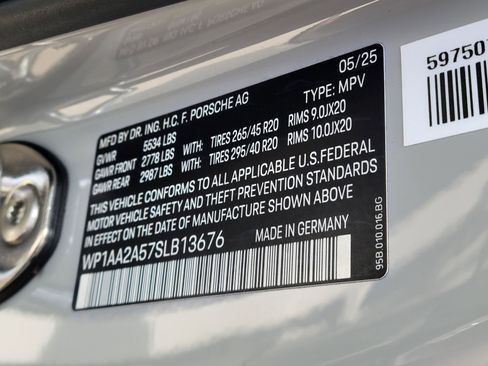 MFD BY DR. ING. H.C. F. PORSCHE AG 05/25
GVWR 5534 LBS TYPE: MPV
GAWR FRONT 2778 LBS WITH: TIRES 265/45 R20 RIMS 9.0JX20
GAWR REAR 2987 LBS WITH: TIRES 295/40 R20 RIMS 10.0JX20
THIS VEHICLE CONFORMS TO ALL APPLICABLE U.S. FEDERAL
MOTOR VEHICLE SAFETY AND THEFT PREVENTION STANDARDS
IN EFFECT ON THE DATE OF MANUFACTURE SHOWN ABOVE
WP1AA2A57SLB13676 MADE IN GERMANY
95B.010.016.BG